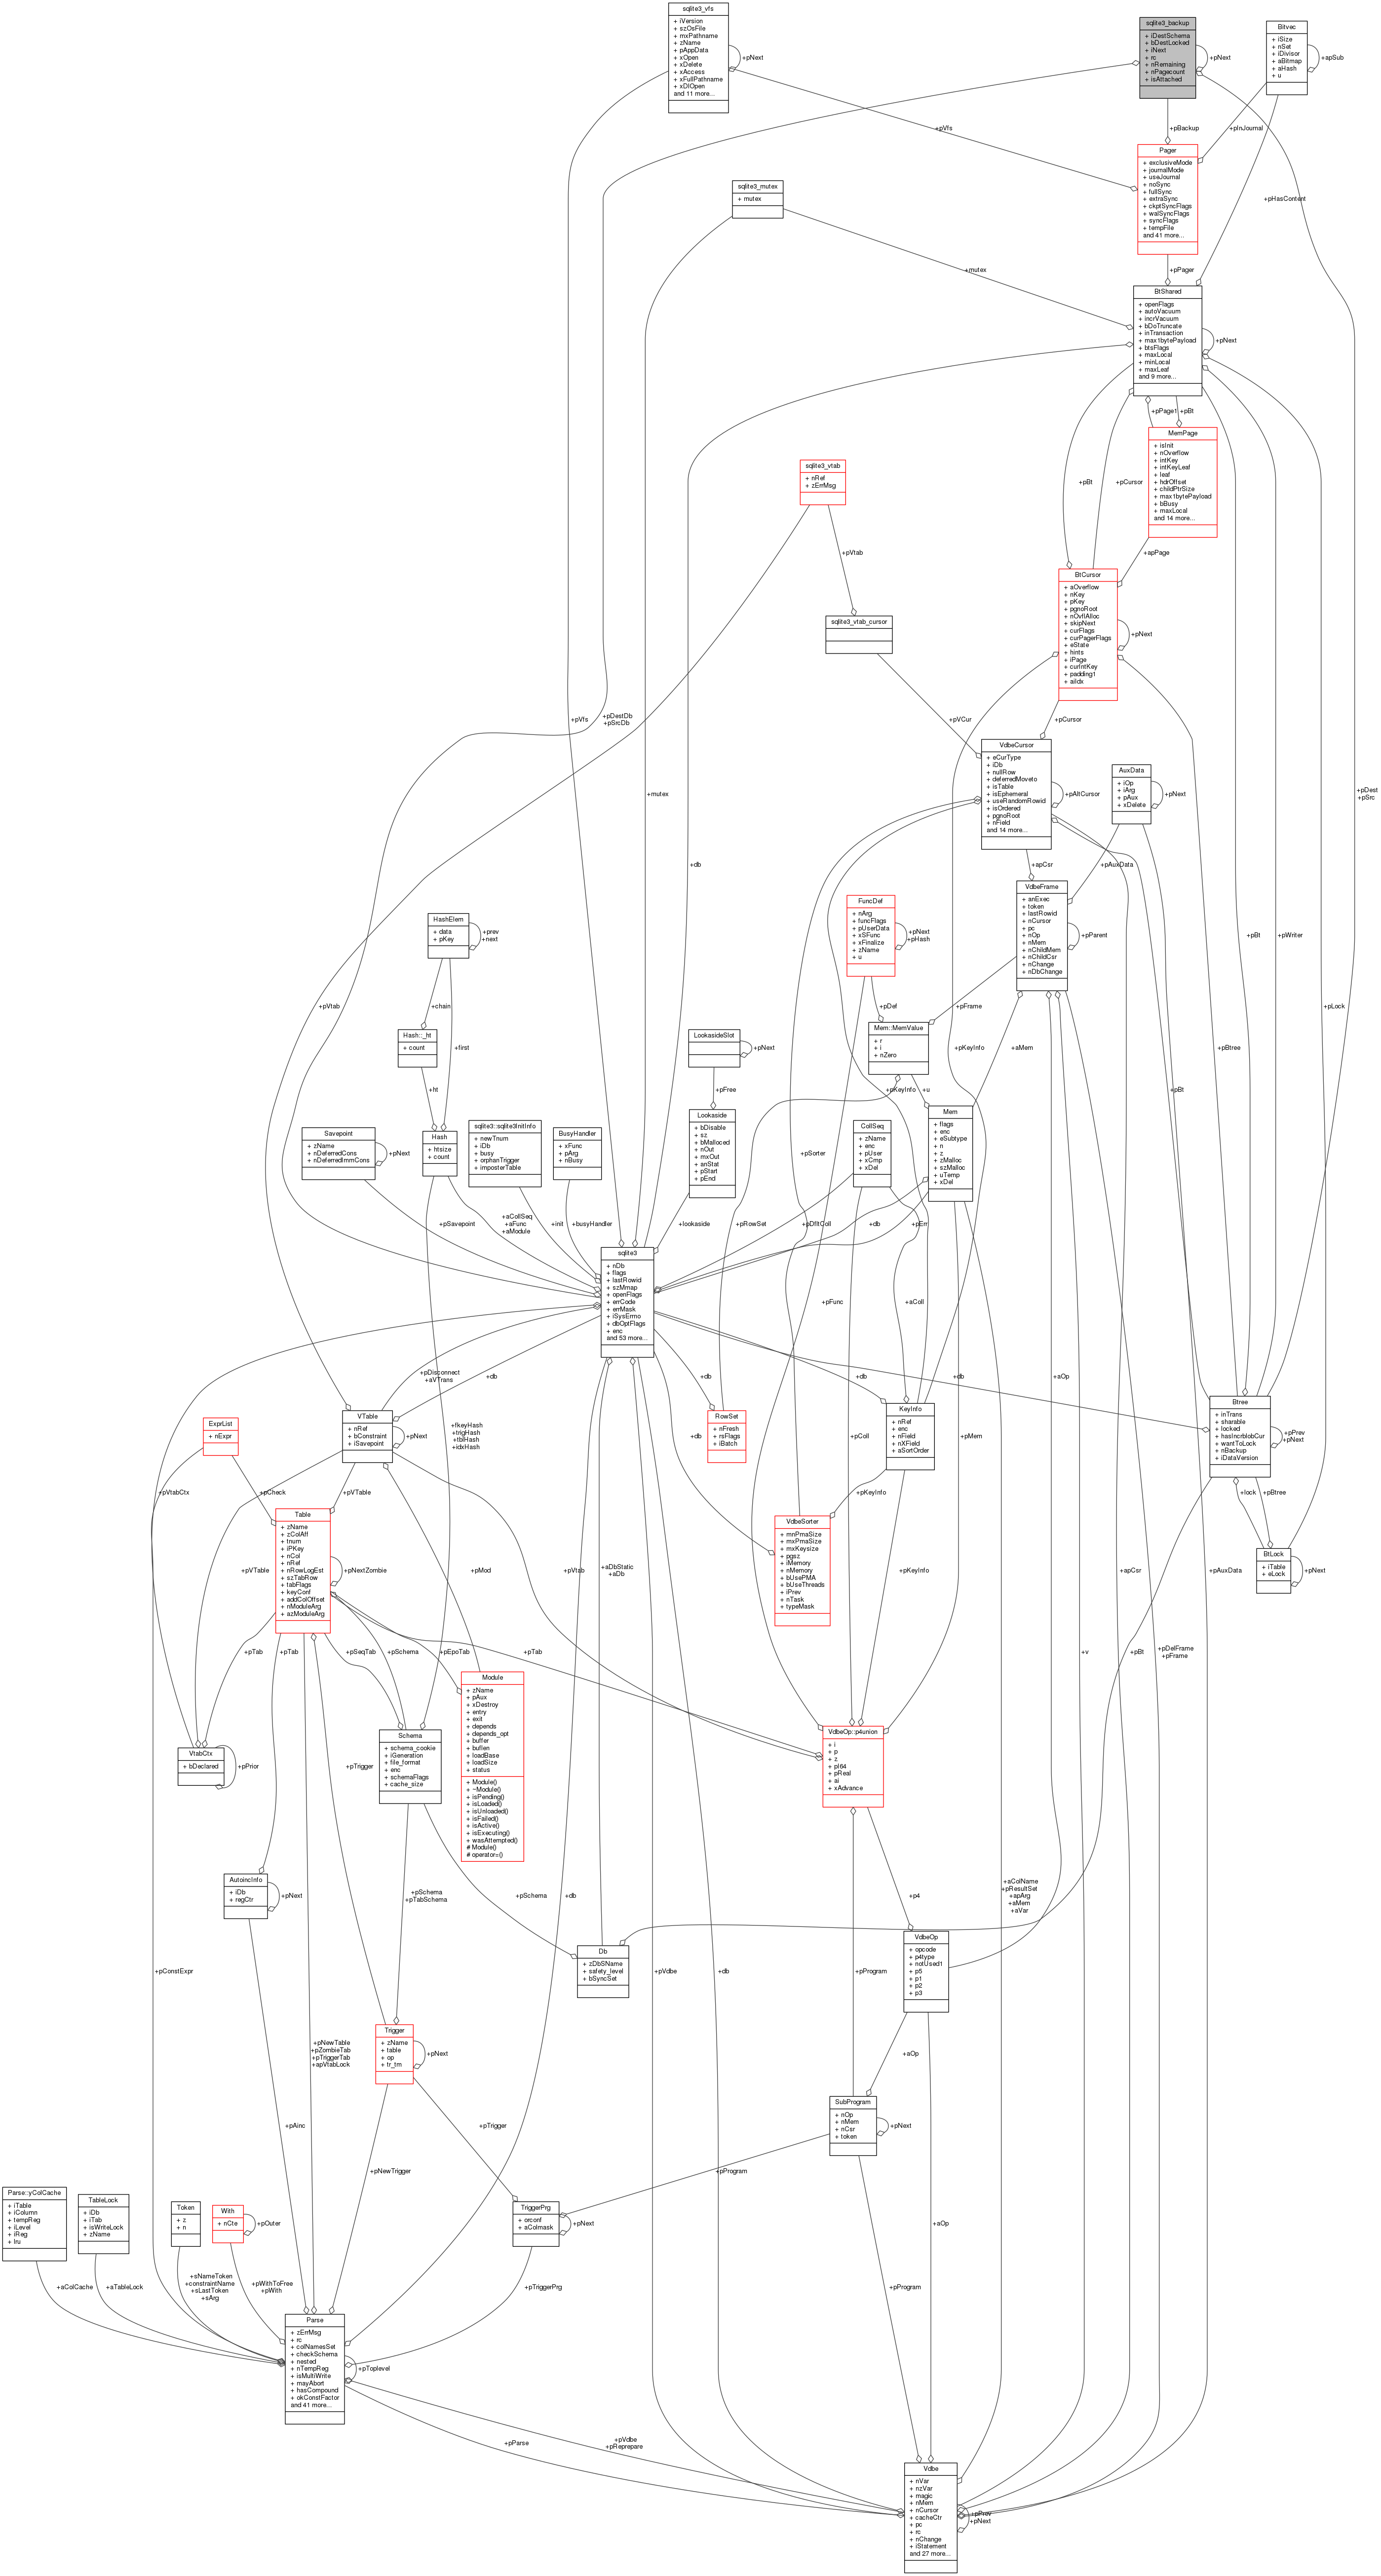 sqlite3_vfs
+ iVersion
+ szOsFile
+ mxPathname
+ zName
+ pAppData
+ xOpen
+ xDelete
+ xAccess
+ xFullPathname
+ xDlOpen
and 11 more...
+pNext
sqlite3_backup
+ iDestSchema
+ bDestLocked
+ iNext
+ rc
+ nRemaining
+ nPagecount
+ isAttached
+pNext
Bitvec
+ iSize
+ nSet
+ iDivisor
+ aBitmap
+ aHash
+ u
+apSub
+pVfs
+pBackup
+pInJournal
Pager
+ exclusiveMode
+ journalMode
+ useJournal
+ noSync
+ fullSync
+ extraSync
+ ckptSyncFlags
+ walSyncFlags
+ syncFlags
+ tempFile
and 41 more...
sqlite3_mutex
+ mutex
+pHasContent
+mutex
+pPager
BtShared
+ openFlags
+ autoVacuum
+ incrVacuum
+ bDoTruncate
+ inTransaction
+ max1bytePayload
+ btsFlags
+ maxLocal
+ minLocal
+ maxLeaf
and 9 more...
+pNext
+pPage1
+pBt
MemPage
+ isInit
+ nOverflow
+ intKey
+ intKeyLeaf
+ leaf
+ hdrOffset
+ childPtrSize
+ max1bytePayload
+ bBusy
+ maxLocal
and 14 more...
sqlite3_vtab
+ nRef
+ zErrMsg
+pBt
+pCursor
+pVtab
+apPage
BtCursor
+ aOverflow
+ nKey
+ pKey
+ pgnoRoot
+ nOvflAlloc
+ skipNext
+ curFlags
+ curPagerFlags
+ eState
+ hints
+ iPage
+ curIntKey
+ padding1
+ aiIdx
+pNext
sqlite3_vtab_cursor
+pVfs
+pDestDb
+pSrcDb
+pVCur
+pCursor
VdbeCursor
+ eCurType
+ iDb
+ nullRow
+ deferredMoveto
+ isTable
+ isEphemeral
+ useRandomRowid
+ isOrdered
+ pgnoRoot
+ nField
and 14 more...
+pAltCursor
AuxData
+ iOp
+ iArg
+ pAux
+ xDelete
+pNext
+mutex
+pDest
+pSrc
+db
+apCsr
+pAuxData
VdbeFrame
+ anExec
+ token
+ lastRowid
+ nCursor
+ pc
+ nOp
+ nMem
+ nChildMem
+ nChildCsr
+ nChange
+ nDbChange
+pParent
FuncDef
+ nArg
+ funcFlags
+ pUserData
+ xSFunc
+ xFinalize
+ zName
+ u
+pNext
+pHash
HashElem
+ data
+ pKey
+prev
+next
+pBt
+pWriter
+pVtab
+chain
+pDef
+pFrame
+pLock
Hash::_ht
+ count
+first
LookasideSlot
+pNext
Mem::MemValue
+ r
+ i
+ nZero
+pKeyInfo
+aMem
+pBtree
+ht
+pFree
+pKeyInfo
+u
+pBt
Savepoint
+ zName
+ nDeferredCons
+ nDeferredImmCons
+pNext
Hash
+ htsize
+ count
sqlite3::sqlite3InitInfo
+ newTnum
+ iDb
+ busy
+ orphanTrigger
+ imposterTable
BusyHandler
+ xFunc
+ pArg
+ nBusy
Lookaside
+ bDisable
+ sz
+ bMalloced
+ nOut
+ mxOut
+ anStat
+ pStart
+ pEnd
CollSeq
+ zName
+ enc
+ pUser
+ xCmp
+ xDel
Mem
+ flags
+ enc
+ eSubtype
+ n
+ z
+ zMalloc
+ szMalloc
+ uTemp
+ xDel
+pSorter
+pSavepoint
+aCollSeq
+aFunc
+aModule
+init
+busyHandler
+lookaside
+pRowSet
+pDfltColl
+db
+pErr
sqlite3
+ nDb
+ flags
+ lastRowid
+ szMmap
+ openFlags
+ errCode
+ errMask
+ iSysErrno
+ dbOptFlags
+ enc
and 53 more...
+pFunc
+aColl
+pDisconnect
+aVTrans
+db
+db
+db
+db
+aOp
VTable
+ nRef
+ bConstraint
+ iSavepoint
+pNext
RowSet
+ nFresh
+ rsFlags
+ iBatch
KeyInfo
+ nRef
+ enc
+ nField
+ nXField
+ aSortOrder
Btree
+ inTrans
+ sharable
+ locked
+ hasIncrblobCur
+ wantToLock
+ nBackup
+ iDataVersion
+pPrev
+pNext
ExprList
+ nExpr
+fkeyHash
+trigHash
+tblHash
+idxHash
+db
+pColl
+pMem
+pVtabCtx
+pCheck
+pVTable
+pKeyInfo
+lock
+pBtree
Table
+ zName
+ zColAff
+ tnum
+ iPKey
+ nCol
+ nRef
+ nRowLogEst
+ szTabRow
+ tabFlags
+ keyConf
+ addColOffset
+ nModuleArg
+ azModuleArg
+pNextZombie
VdbeSorter
+ mnPmaSize
+ mxPmaSize
+ mxKeysize
+ pgsz
+ iMemory
+ nMemory
+ bUsePMA
+ bUseThreads
+ iPrev
+ nTask
+ typeMask
BtLock
+ iTable
+ eLock
+pNext
+pVTable
+pMod
+pVtab
+aDbStatic
+aDb
+pKeyInfo
+apCsr
+pAuxData
+pTab
+pTab
+pSeqTab
+pSchema
+pEpoTab
+pTab
+v
+pBt
+pDelFrame
+pFrame
Module
+ zName
+ pAux
+ xDestroy
+ entry
+ exit
+ depends
+ depends_opt
+ buffer
+ buflen
+ loadBase
+ loadSize
+ status
+ Module()
+ ~Module()
+ isPending()
+ isLoaded()
+ isUnloaded()
+ isFailed()
+ isActive()
+ isExecuting()
+ wasAttempted()
# Module()
# operator=()
VtabCtx
+ bDeclared
+pPrior
+pTrigger
Schema
+ schema_cookie
+ iGeneration
+ file_format
+ enc
+ schemaFlags
+ cache_size
VdbeOp::p4union
+ i
+ p
+ z
+ pI64
+ pReal
+ ai
+ xAdvance
AutoincInfo
+ iDb
+ regCtr
+pNext
+pSchema
+pTabSchema
+pSchema
+db
+p4
+aColName
+pResultSet
+apArg
+aMem
+aVar
Db
+ zDbSName
+ safety_level
+ bSyncSet
VdbeOp
+ opcode
+ p4type
+ notUsed1
+ p5
+ p1
+ p2
+ p3
+pConstExpr
+pVdbe
+db
+pProgram
+pNewTable
+pZombieTab
+pTriggerTab
+apVtabLock
Trigger
+ zName
+ table
+ op
+ tr_tm
+pNext
+aOp
+pAinc
+pTrigger
SubProgram
+ nOp
+ nMem
+ nCsr
+ token
+pNext
+pNewTrigger
+pProgram
Parse::yColCache
+ iTable
+ iColumn
+ tempReg
+ iLevel
+ iReg
+ lru
TableLock
+ iDb
+ iTab
+ isWriteLock
+ zName
Token
+ z
+ n
With
+ nCte
+pOuter
TriggerPrg
+ orconf
+ aColmask
+pNext
+aOp
+aColCache
+aTableLock
+sNameToken
+constraintName
+sLastToken
+sArg
+pWithToFree
+pWith
+pTriggerPrg
+pProgram
Parse
+ zErrMsg
+ rc
+ colNamesSet
+ checkSchema
+ nested
+ nTempReg
+ isMultiWrite
+ mayAbort
+ hasCompound
+ okConstFactor
and 41 more...
+pToplevel
+pParse
+pVdbe
+pReprepare
Vdbe
+ nVar
+ nzVar
+ magic
+ nMem
+ nCursor
+ cacheCtr
+ pc
+ rc
+ nChange
+ iStatement
and 27 more...
+pPrev
+pNext